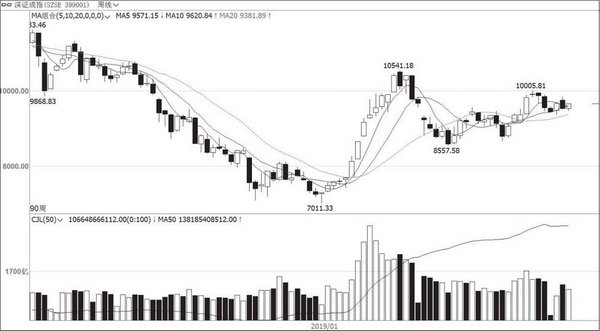 深证成指(SZSE 399001) 周线
MA组合(5,10,20,0,0,0) MA5 9571.15↓ MA10 9620.84↑ MA20 9381.89↑
33.46
10541.18
10005.81
10000.00
9868.83
8557.58
8000.00
7011.33
90周
CJL(50) 106648666112.00(0:100)↓ MA50 138185408512.00↑
1700亿
2019/01